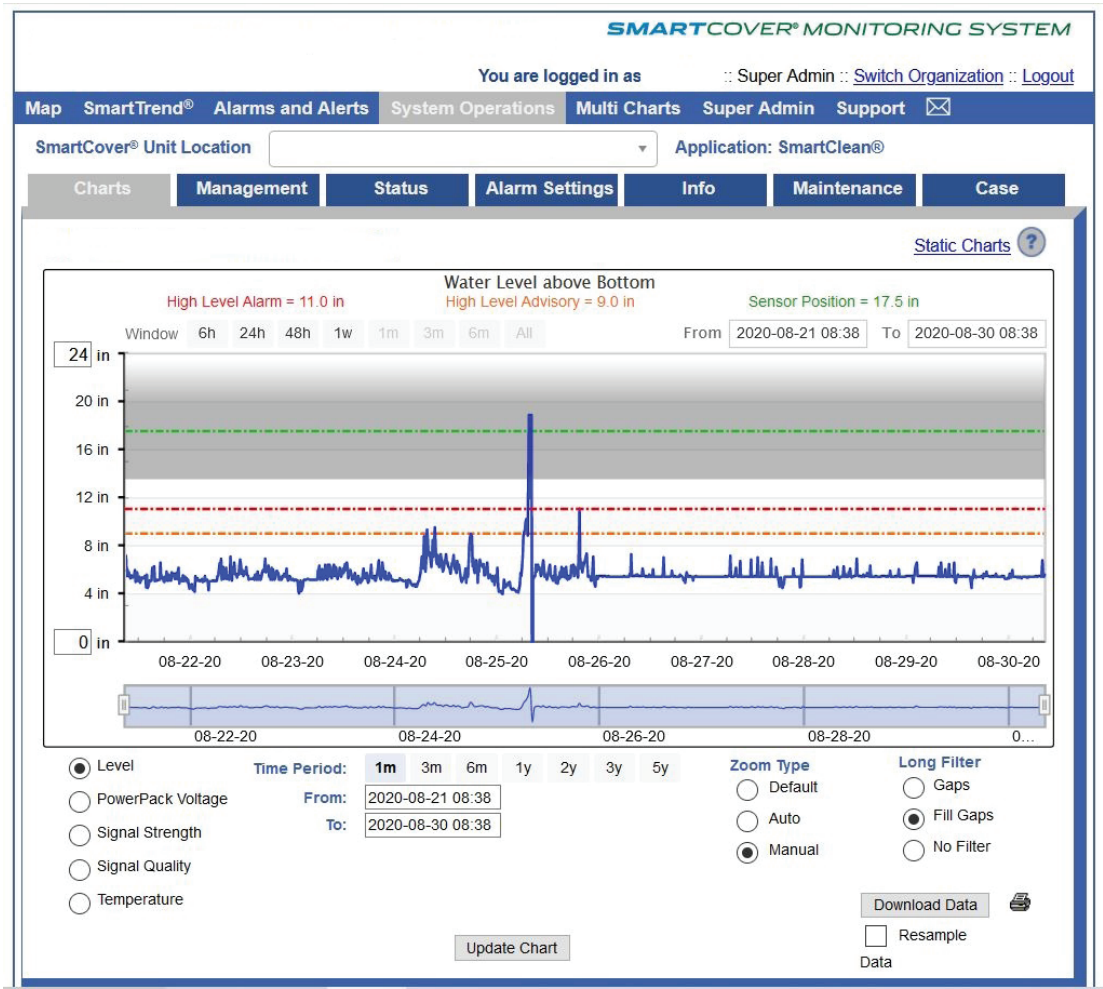 SMARTCOVER® MONITORING SYSTEM
You are logged in as :: Super Admin :: Switch Organization :: Logout
Map SmartTrend® Alarms and Alerts System Operations Multi Charts Super Admin Support
SmartCover® Unit Location Application: SmartClean®
Charts Management Status Alarm Settings Info Maintenance Case
Static Charts ?
Water Level above Bottom
High Level Alarm = 11.0 in High Level Advisory = 9.0 in Sensor Position = 17.5 in
Window 6h 24h 48h 1w 1m 3m 6m All From 2020-08-21 08:38 To 2020-08-30 08:38
24 in
20 in
16 in
12 in
8 in
4 in
0 in
08-22-20 08-23-20 08-24-20 08-25-20 08-26-20 08-27-20 08-28-20 08-29-20 08-30-20
08-22-20 08-24-20 08-26-20 08-28-20 0...
Level Time Period: 1m 3m 6m 1y 2y 3y 5y Zoom Type Long Filter
PowerPack Voltage From: 2020-08-21 08:38 Default Gaps
Signal Strength To: 2020-08-30 08:38 Auto Fill Gaps
Signal Quality Manual No Filter
Temperature
Download Data
Update Chart Resample
Data